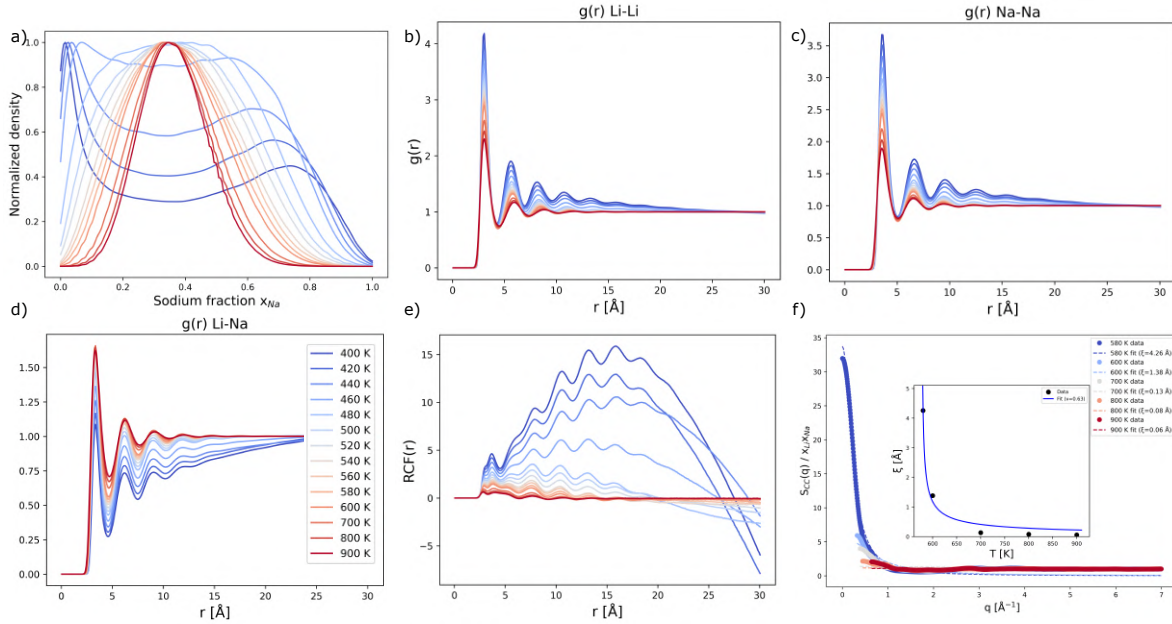 a)
Normalized density
1.0
0.8
0.6
0.4
0.2
0.0
0.0 0.2 0.4 0.6 0.8 1.0
Sodium fraction x_Na
b)
g(r) Li-Li
g(r)
4
3
2
1
0
0 5 10 15 20 25 30
r [Å]
c)
g(r) Na-Na
3.5
3.0
2.5
2.0
1.5
1.0
0.5
0.0
0 5 10 15 20 25 30
r [Å]
d)
g(r) Li-Na
1.50
1.25
1.00
0.75
0.50
0.25
0.00
0 5 10 15 20 25 30
r [Å]
400 K
420 K
440 K
460 K
480 K
500 K
520 K
540 K
560 K
580 K
600 K
700 K
800 K
900 K
e)
RCF(r)
15
10
5
0
−5
0 5 10 15 20 25 30
r [Å]
f)
S_CC(q) / x_Li x_Na
35
30
25
20
15
10
5
0
0 1 2 3 4 5 6 7
q [Å⁻¹]
580 K data
580 K fit (ξ=4.26 Å)
600 K data
600 K fit (ξ=1.38 Å)
700 K data
700 K fit (ξ=0.13 Å)
800 K data
800 K fit (ξ=0.08 Å)
900 K data
900 K fit (ξ=0.06 Å)
ξ [Å]
5
4
3
2
1
0
600 650 700 750 800 850 900
T [K]
Data
Fit (ν=0.63)